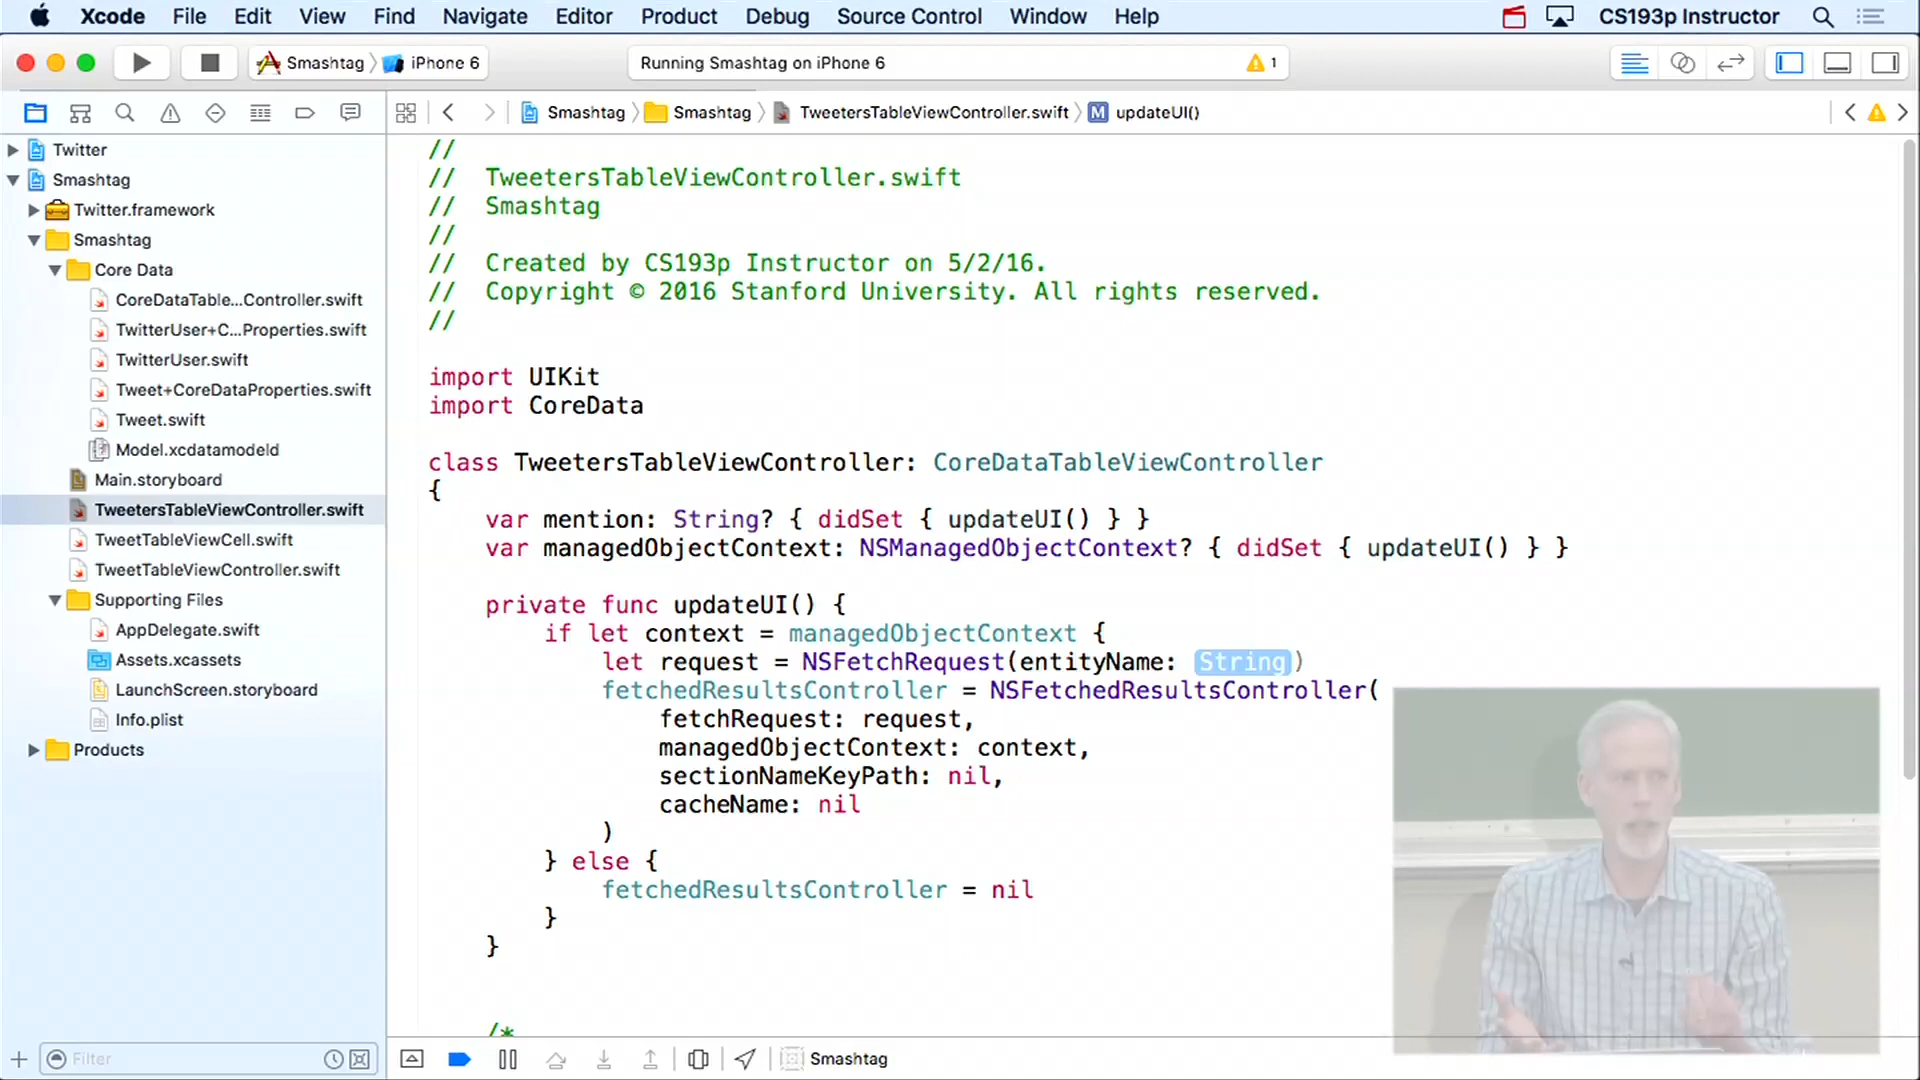 Xcode File Edit View Find Navigate Editor Product Debug Source Control Window Help CS193p Instructor
Smashtag iPhone 6 Running Smashtag on iPhone 6 1
Smashtag Smashtag TweetersTableViewController.swift M updateUI()
Twitter
Smashtag
Twitter.framework
Smashtag
Core Data
CoreDataTable...Controller.swift
TwitterUser+C...Properties.swift
TwitterUser.swift
Tweet+CoreDataProperties.swift
Tweet.swift
Model.xcdatamodeld
Main.storyboard
TweetersTableViewController.swift
TweetTableViewCell.swift
TweetTableViewController.swift
Supporting Files
AppDelegate.swift
Assets.xcassets
LaunchScreen.storyboard
Info.plist
Products
Filter
//
// TweetersTableViewController.swift
// Smashtag
//
// Created by CS193p Instructor on 5/2/16.
// Copyright © 2016 Stanford University. All rights reserved.
//
import UIKit
import CoreData
class TweetersTableViewController: CoreDataTableViewController
{
var mention: String? { didSet { updateUI() } }
var managedObjectContext: NSManagedObjectContext? { didSet { updateUI() } }
private func updateUI() {
if let context = managedObjectContext {
let request = NSFetchRequest(entityName: String)
fetchedResultsController = NSFetchedResultsController(
fetchRequest: request,
managedObjectContext: context,
sectionNameKeyPath: nil,
cacheName: nil
)
} else {
fetchedResultsController = nil
}
}
/*
Smashtag